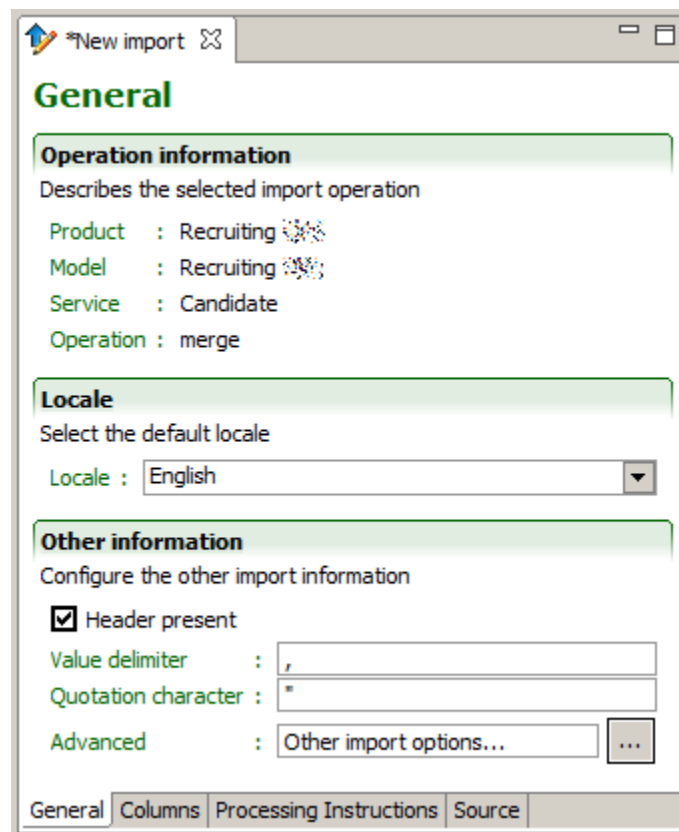 *New import
General
Operation information
Describes the selected import operation
Product : Recruiting
Model : Recruiting
Service : Candidate
Operation : merge
Locale
Select the default locale
Locale : English
Other information
Configure the other import information
Header present
Value delimiter : ,
Quotation character : "
Advanced : Other import options... ...
General Columns Processing Instructions Source